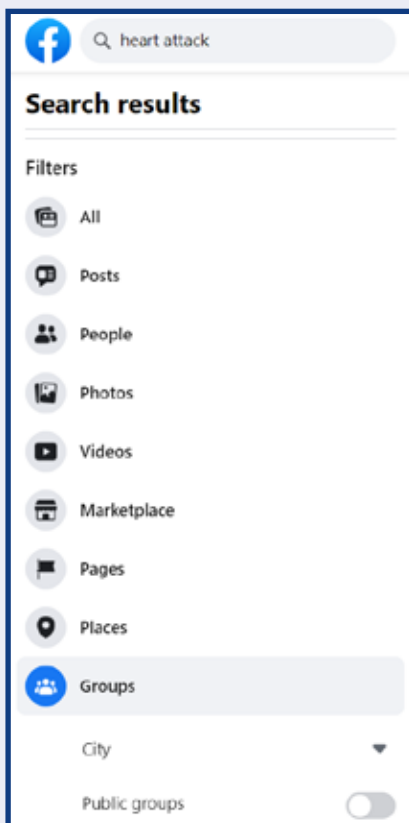 heart attack
Search results
Filters
All
Posts
People
Photos
Videos
Marketplace
Pages
Places
Groups
City
Public groups